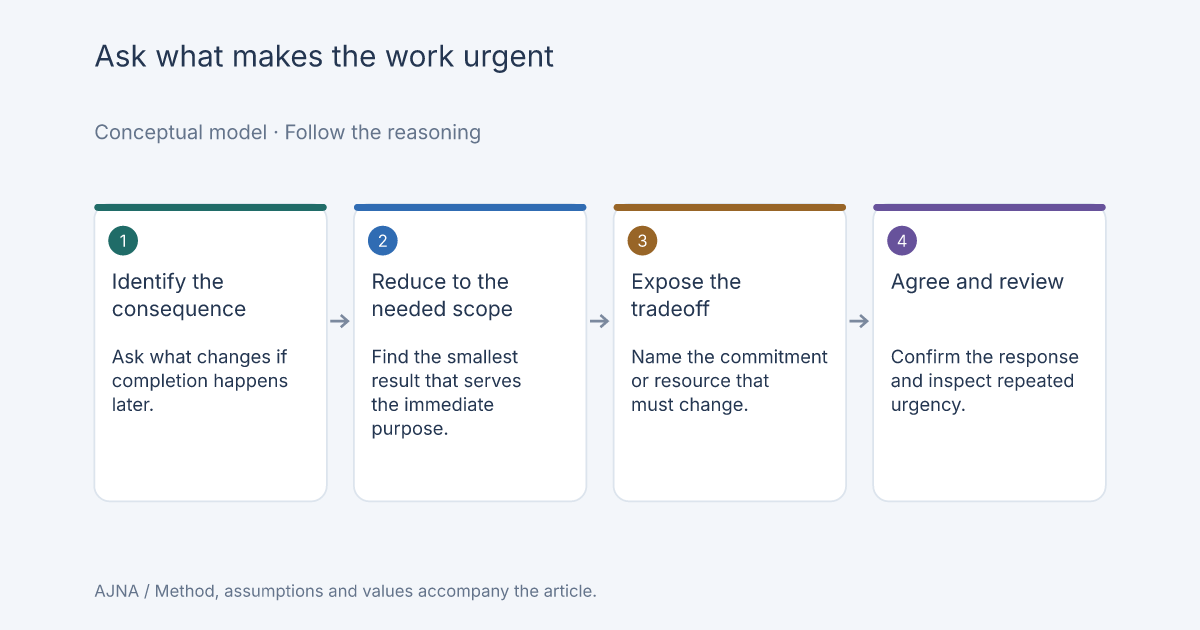 Ask what makes the work urgent
Conceptual model · Follow the reasoning
1
Identify the
consequence
Ask what changes if
completion happens
later.
2
Reduce to the
needed scope
Find the smallest
result that serves
the immediate
purpose.
3
Expose the
tradeoff
Name the commitment
or resource that
must change.
4
Agree and review
Confirm the response
and inspect repeated
urgency.
AJNA / Method, assumptions and values accompany the article.